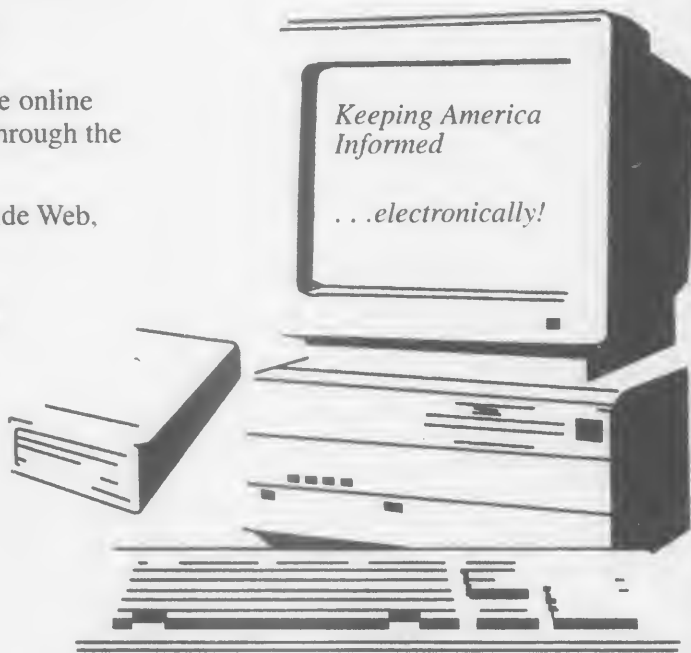 e online
hrough the
de Web,
Keeping America
Informed
. . .electronically!